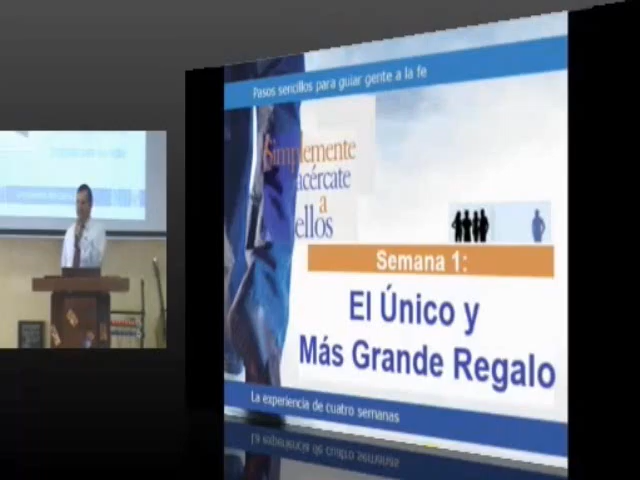 Pasos sencillos para guiar gente a la fe
Simplemente
acércate
a
ellos
Semana 1:
El Único y
Más Grande Regalo
La experiencia de cuatro semanas